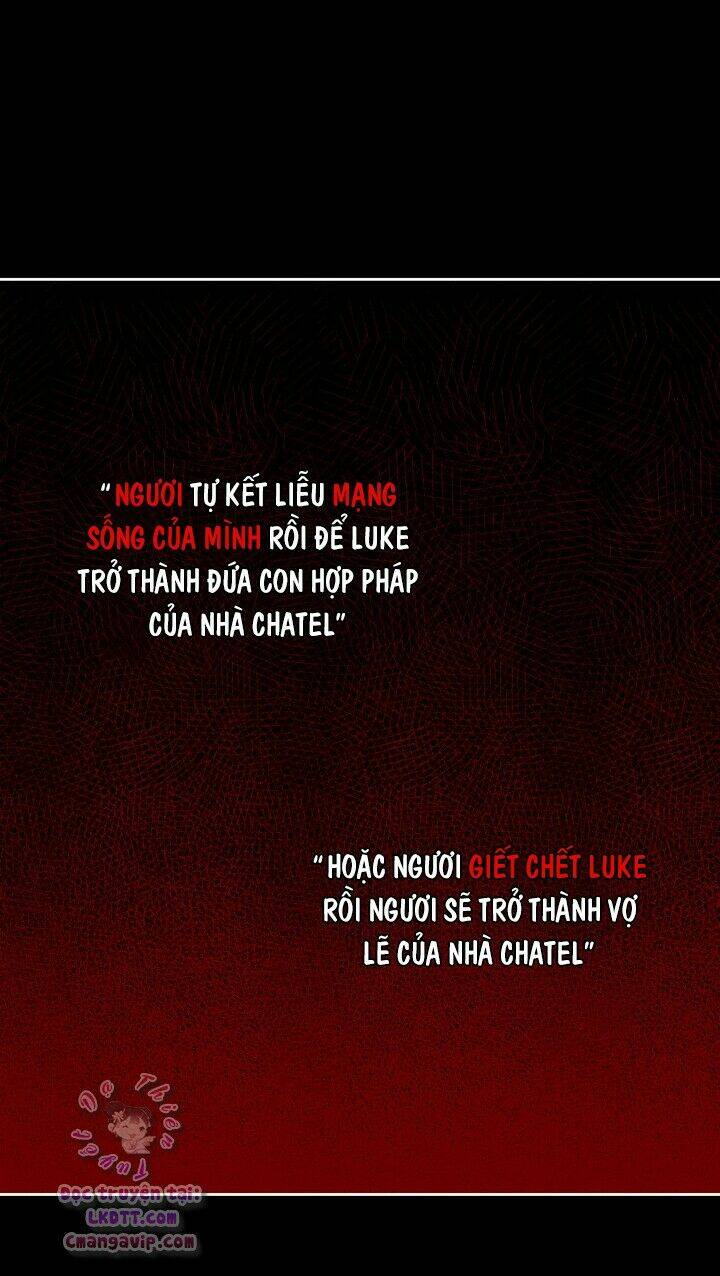 “NGƯƠI TỰ KẾT LIỄU MẠNG
SỐNG CỦA MÌNH RỒI ĐỂ LUKE
TRỞ THÀNH ĐỨA CON HỢP PHÁP
CỦA NHÀ CHATEL”
“HOẶC NGƯƠI GIẾT CHẾT LUKE
RỒI NGƯƠI SẼ TRỞ THÀNH VỢ
LẼ CỦA NHÀ CHATEL”
Dạ Thiên
Tuyết
Đọc truyện tại:
LKDTT.com
Cmangavip.com